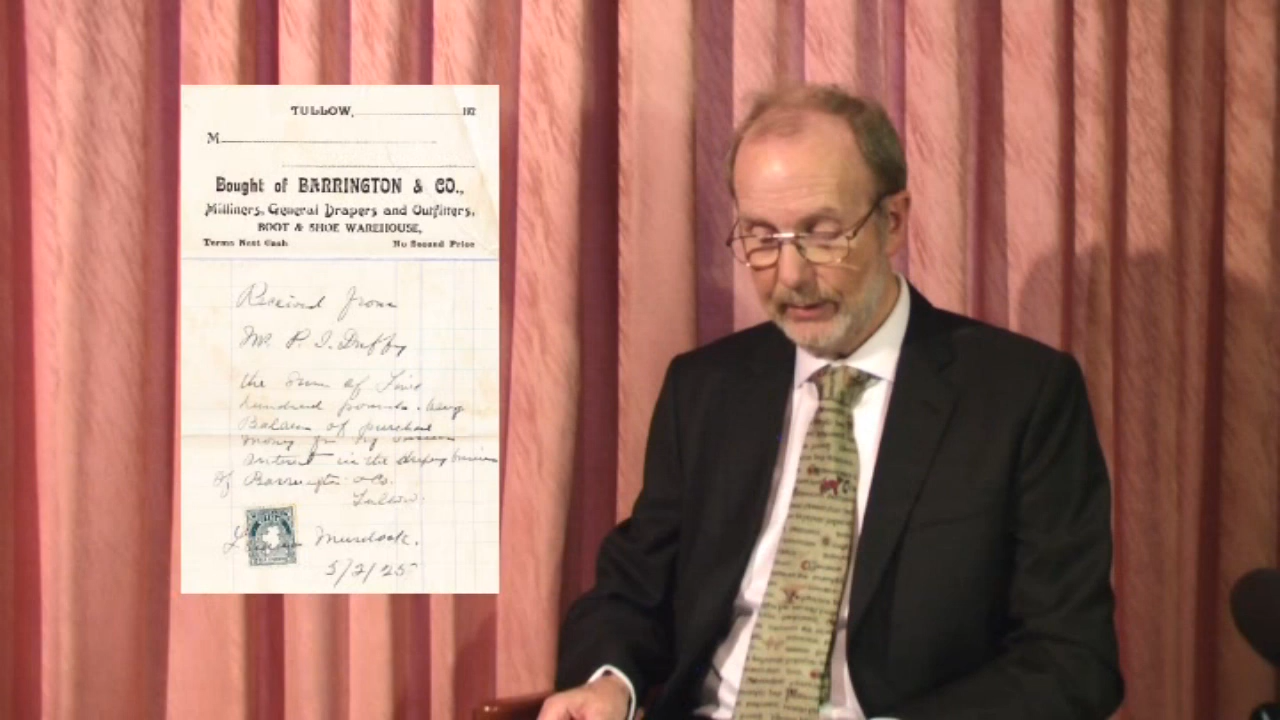 TULLOW, 192
M
Bought of BARRINGTON & CO.,
Milliners, General Drapers and Outfitters,
BOOT & SHOE WAREHOUSE,
Terms Nett Cash No Second Price
Received from
Mr. P. J. Duffy
the sum of Five
hundred pounds. being
Balance of purchase
money for my
interest in the drapery business
of Barrington & Co.
Tullow.
Murdock.
5/2/25